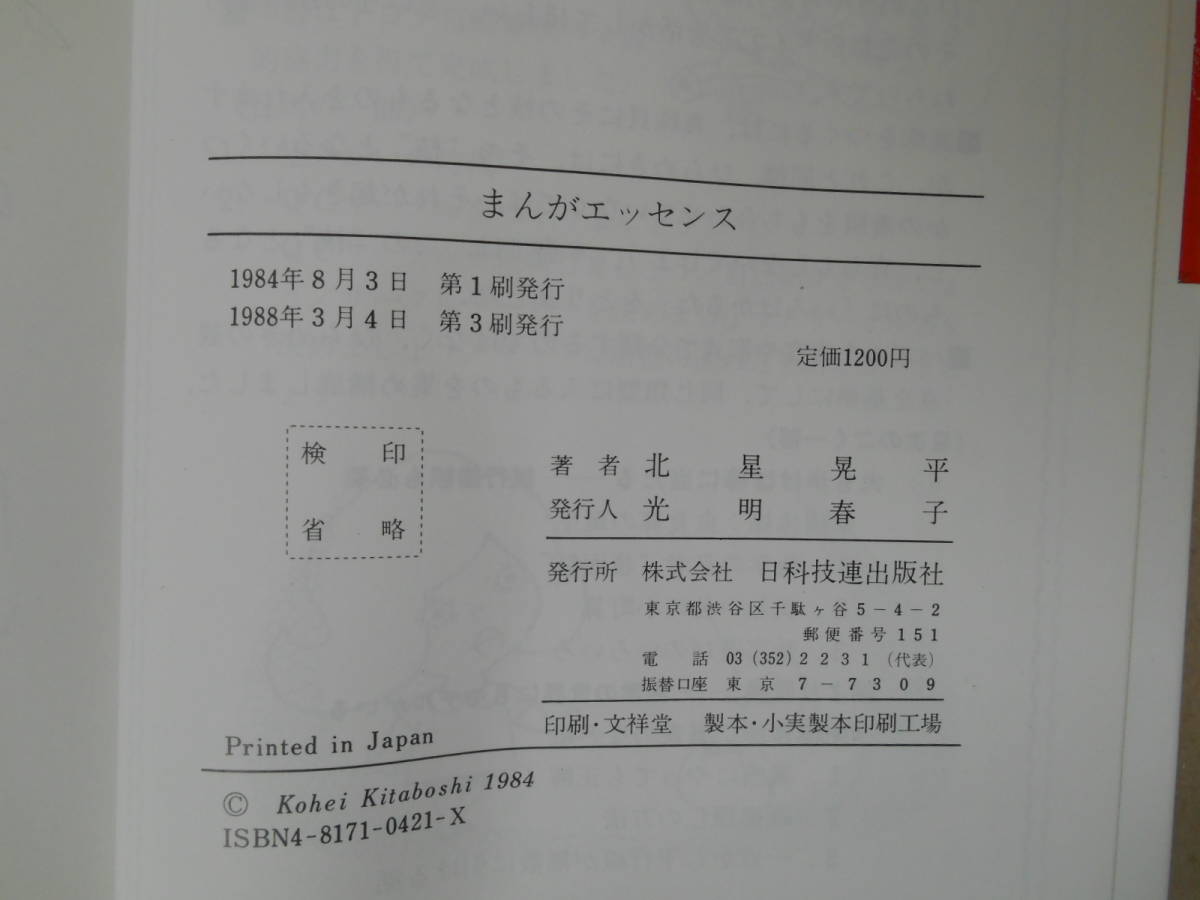 まんがエッセンス
1984年8月3日　第1刷発行
1988年3月4日　第3刷発行
定価1200円
検　印
省　略
著　者　北　星　晃　平
発行人　光　明　春　子
発行所　株式会社　日科技連出版社
東京都渋谷区千駄ヶ谷5-4-2
郵便番号151
電　話　03(352)2231(代表)
振替口座　東　京　7-7309
印刷・文祥堂　製本・小実製本印刷工場
Printed in Japan
© Kohei Kitaboshi 1984
ISBN4-8171-0421-X